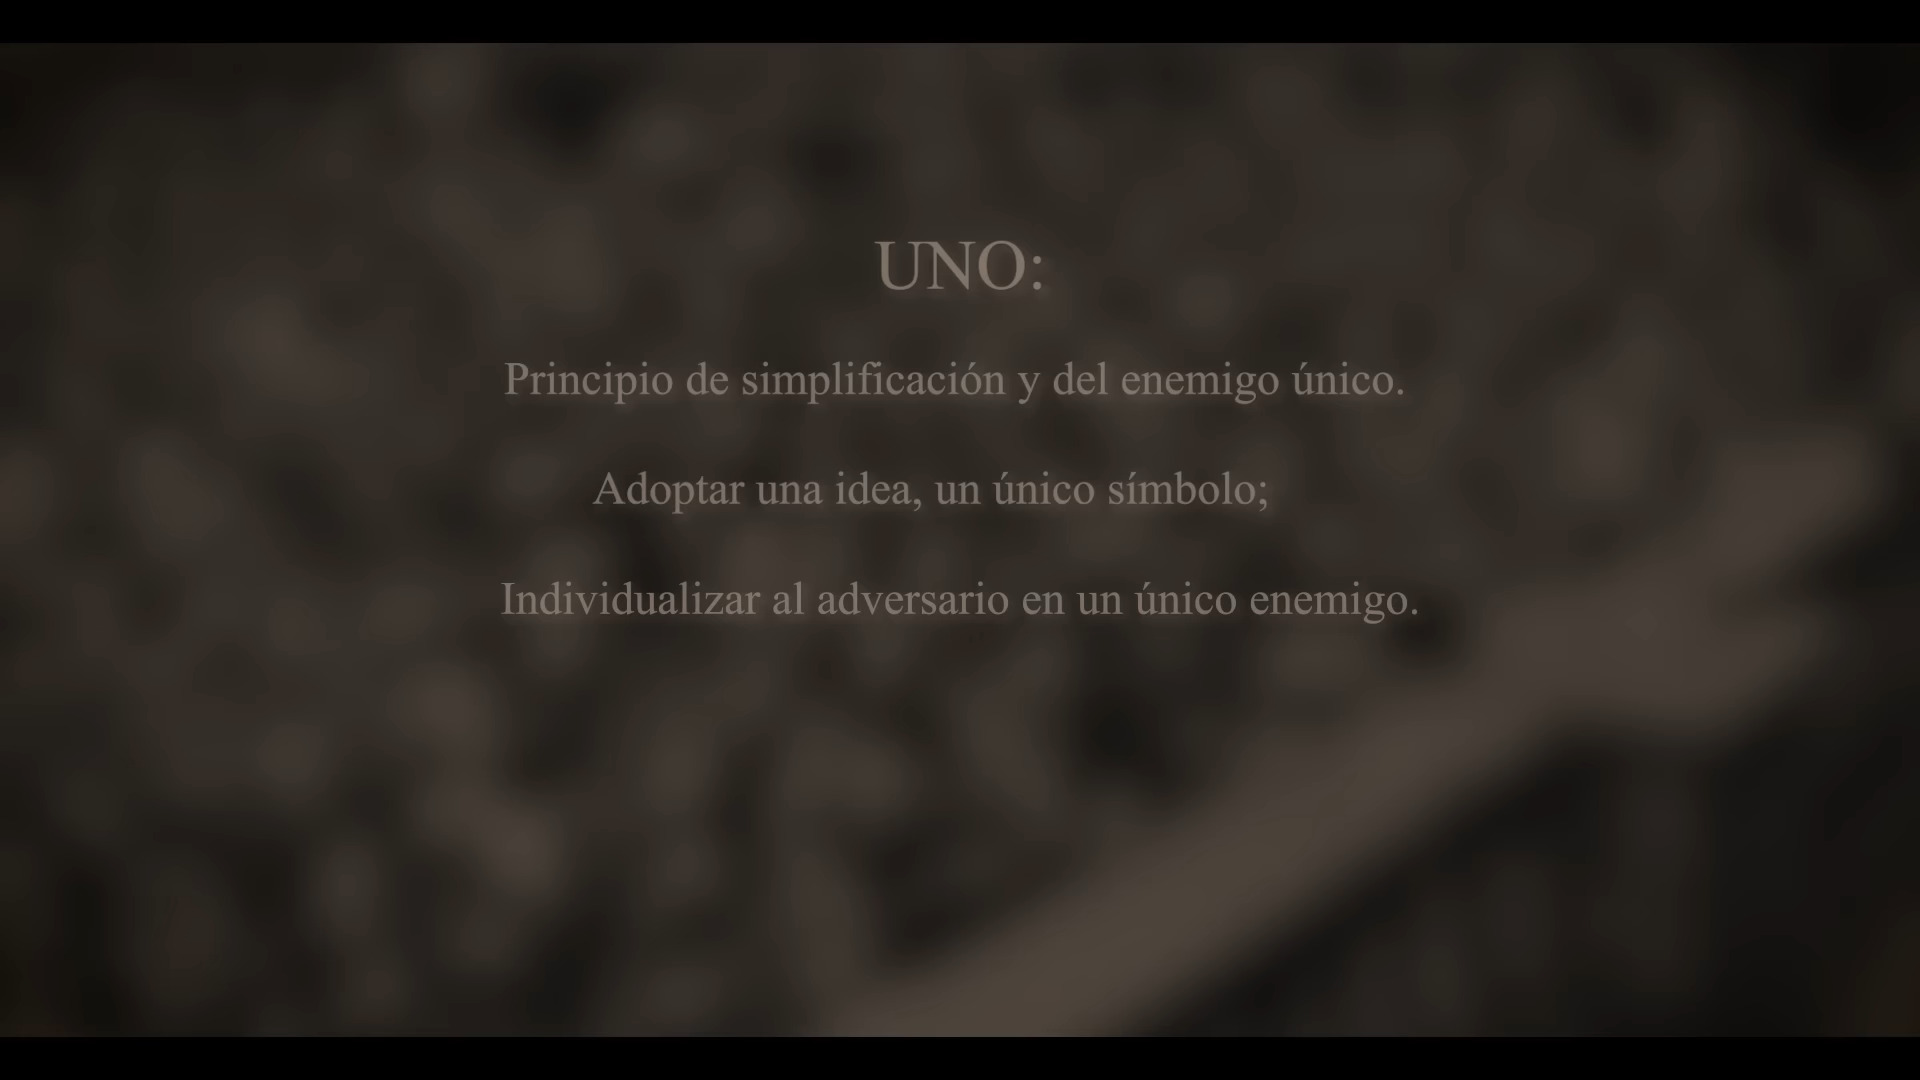 UNO:
Principio de simplificación y del enemigo único.
Adoptar una idea, un único símbolo;
Individualizar al adversario en un único enemigo.